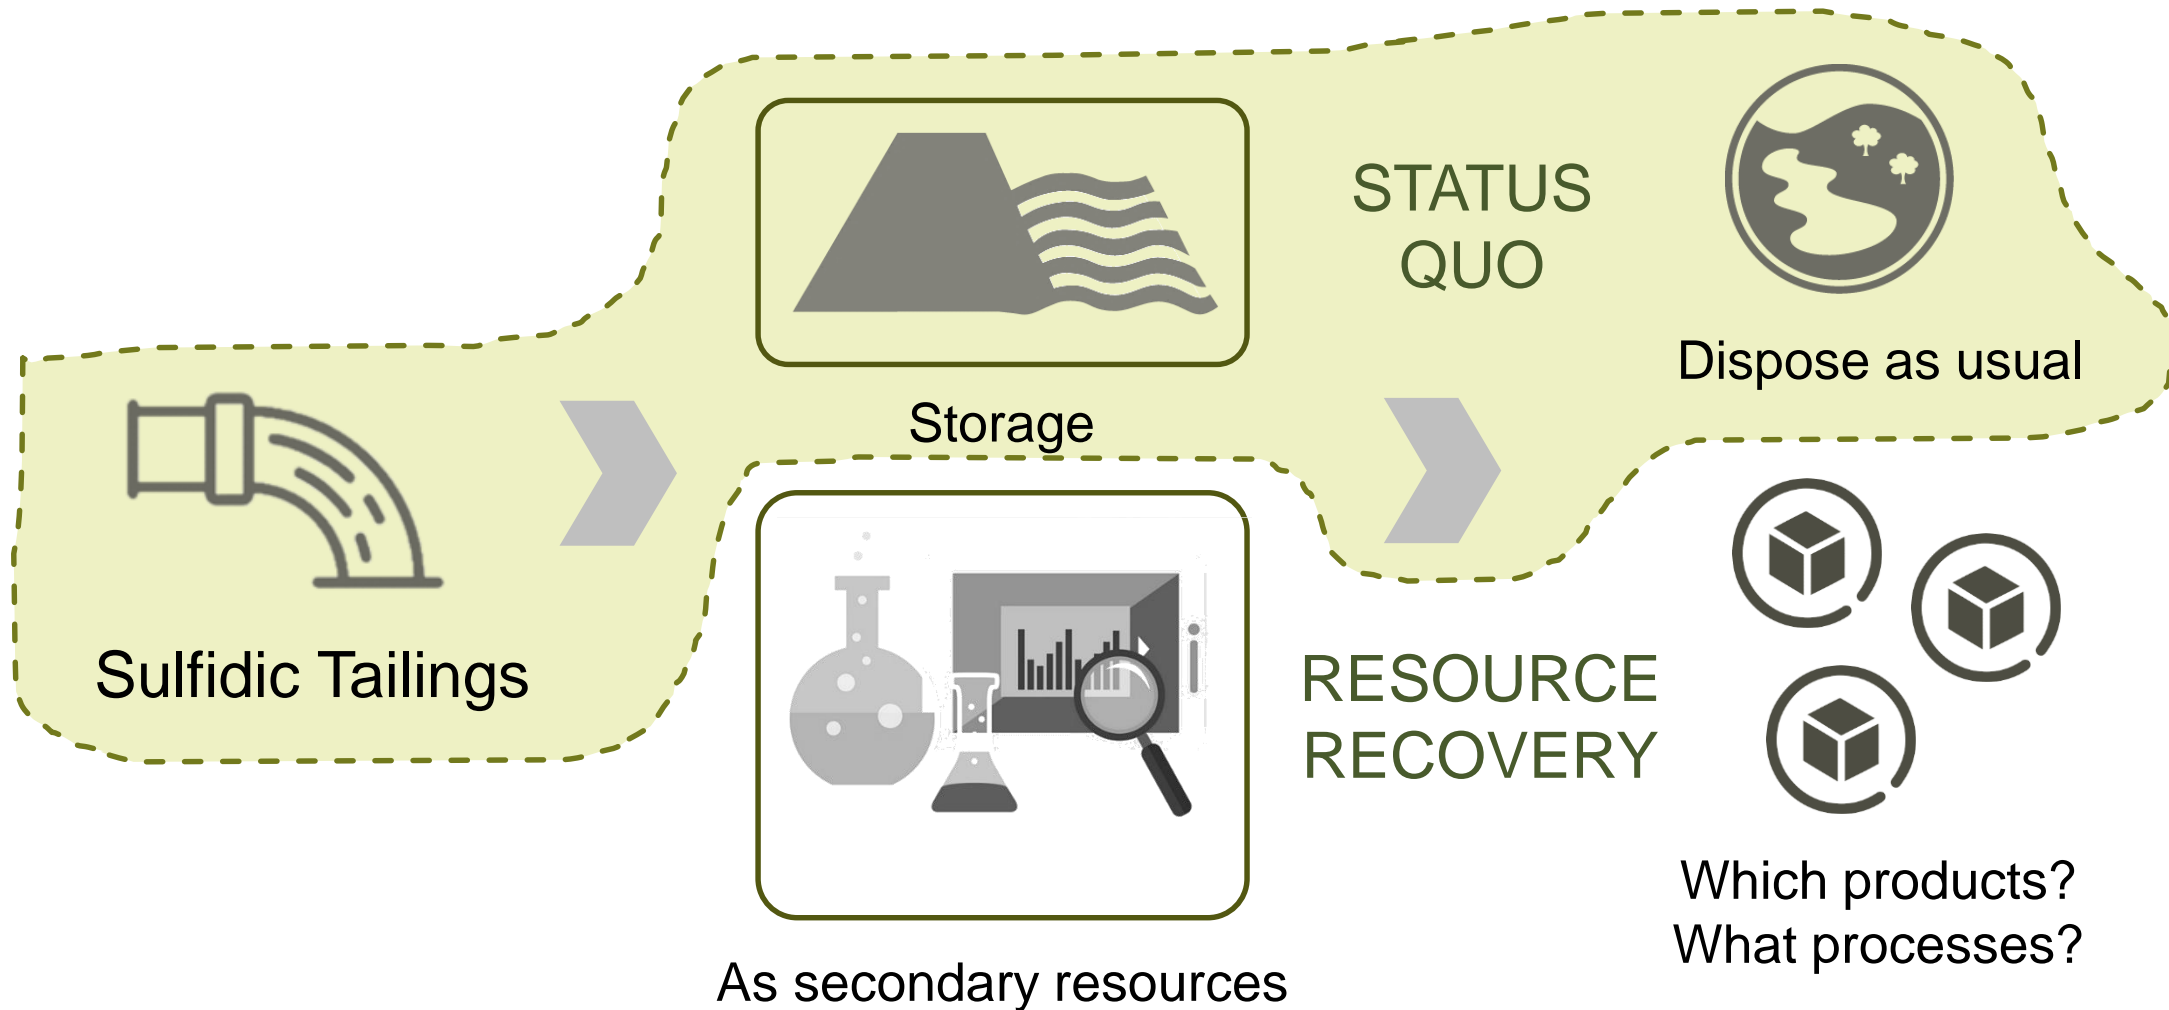 STATUS
QUO
Dispose as usual
Storage
Sulfidic Tailings
RESOURCE
RECOVERY
Which products?
What processes?
As secondary resources